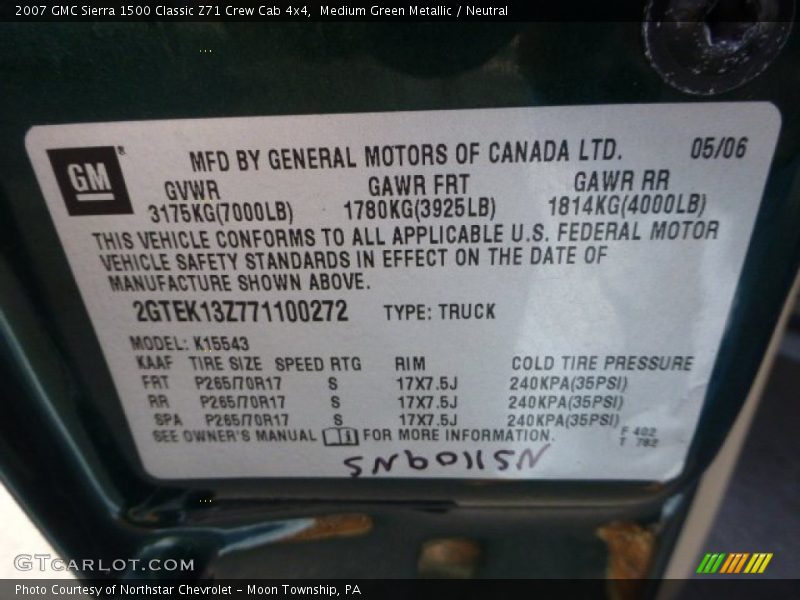 2007 GMC Sierra 1500 Classic Z71 Crew Cab 4x4, Medium Green Metallic / Neutral
GM®
MFD BY GENERAL MOTORS OF CANADA LTD. 05/06
GVWR GAWR FRT GAWR RR
3175KG(7000LB) 1780KG(3925LB) 1814KG(4000LB)
THIS VEHICLE CONFORMS TO ALL APPLICABLE U.S. FEDERAL MOTOR
VEHICLE SAFETY STANDARDS IN EFFECT ON THE DATE OF
MANUFACTURE SHOWN ABOVE.
2GTEK13Z771100272 TYPE: TRUCK
MODEL: K15543
KAAF TIRE SIZE SPEED RTG RIM COLD TIRE PRESSURE
FRT P265/70R17 S 17X7.5J 240KPA(35PSI)
RR P265/70R17 S 17X7.5J 240KPA(35PSI)
SPA P265/70R17 S 17X7.5J 240KPA(35PSI)
SEE OWNER'S MANUAL FOR MORE INFORMATION.
F 402
T 782
GTCARLOT.COM
Photo Courtesy of Northstar Chevrolet - Moon Township, PA